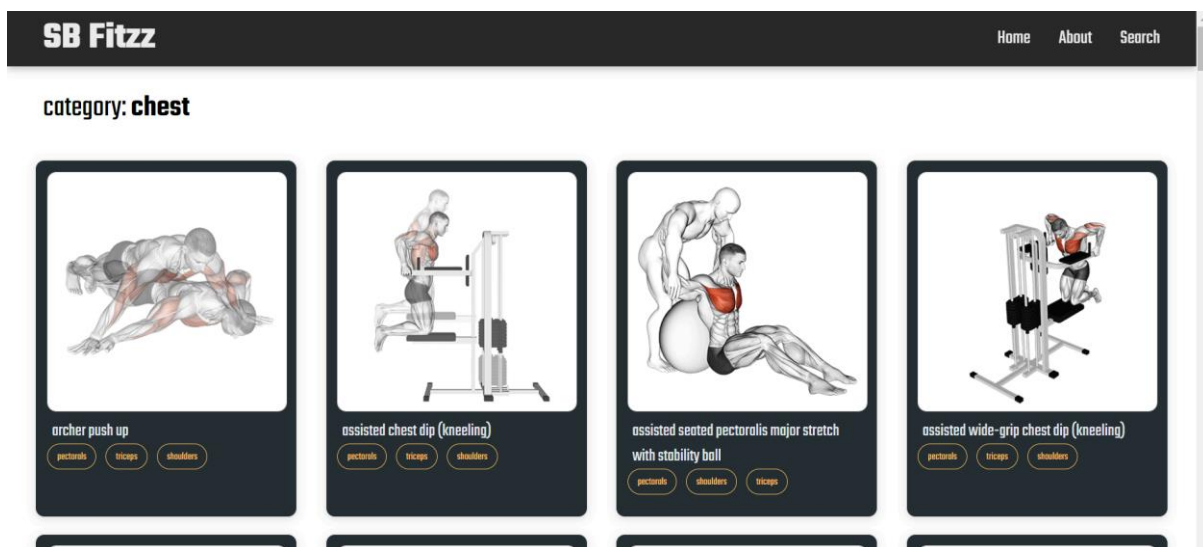 SB Fitzz
Home About Search
category: chest
archer push up
pectorals triceps shoulders
assisted chest dip (kneeling)
pectorals triceps shoulders
assisted seated pectoralis major stretch
with stability ball
pectorals shoulders triceps
assisted wide-grip chest dip (kneeling)
pectorals triceps shoulders